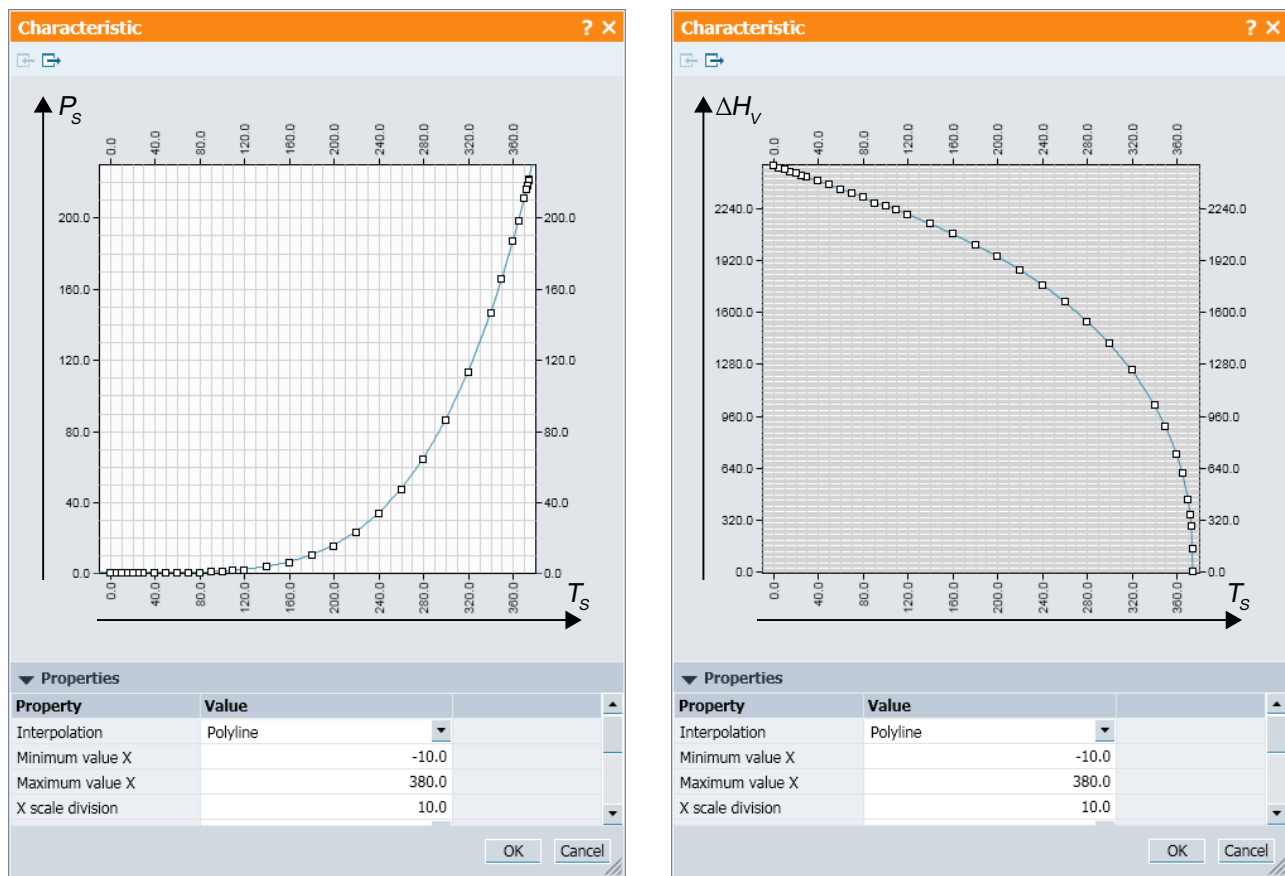 Characteristic ? ×
P_S
0.0 40.0 80.0 120.0 160.0 200.0 240.0 280.0 320.0 360.0
200.0 200.0
160.0 160.0
120.0 120.0
80.0 80.0
40.0 40.0
0.0 0.0
0.0 40.0 80.0 120.0 160.0 200.0 240.0 280.0 320.0 360.0
T_S
Properties
Property Value
Interpolation Polyline
Minimum value X -10.0
Maximum value X 380.0
X scale division 10.0
OK Cancel
Characteristic ? ×
ΔH_V
0.0 40.0 80.0 120.0 160.0 200.0 240.0 280.0 320.0 360.0
2240.0 2240.0
1920.0 1920.0
1600.0 1600.0
1280.0 1280.0
960.0 960.0
640.0 640.0
320.0 320.0
0.0 0.0
0.0 40.0 80.0 120.0 160.0 200.0 240.0 280.0 320.0 360.0
T_S
Properties
Property Value
Interpolation Polyline
Minimum value X -10.0
Maximum value X 380.0
X scale division 10.0
OK Cancel